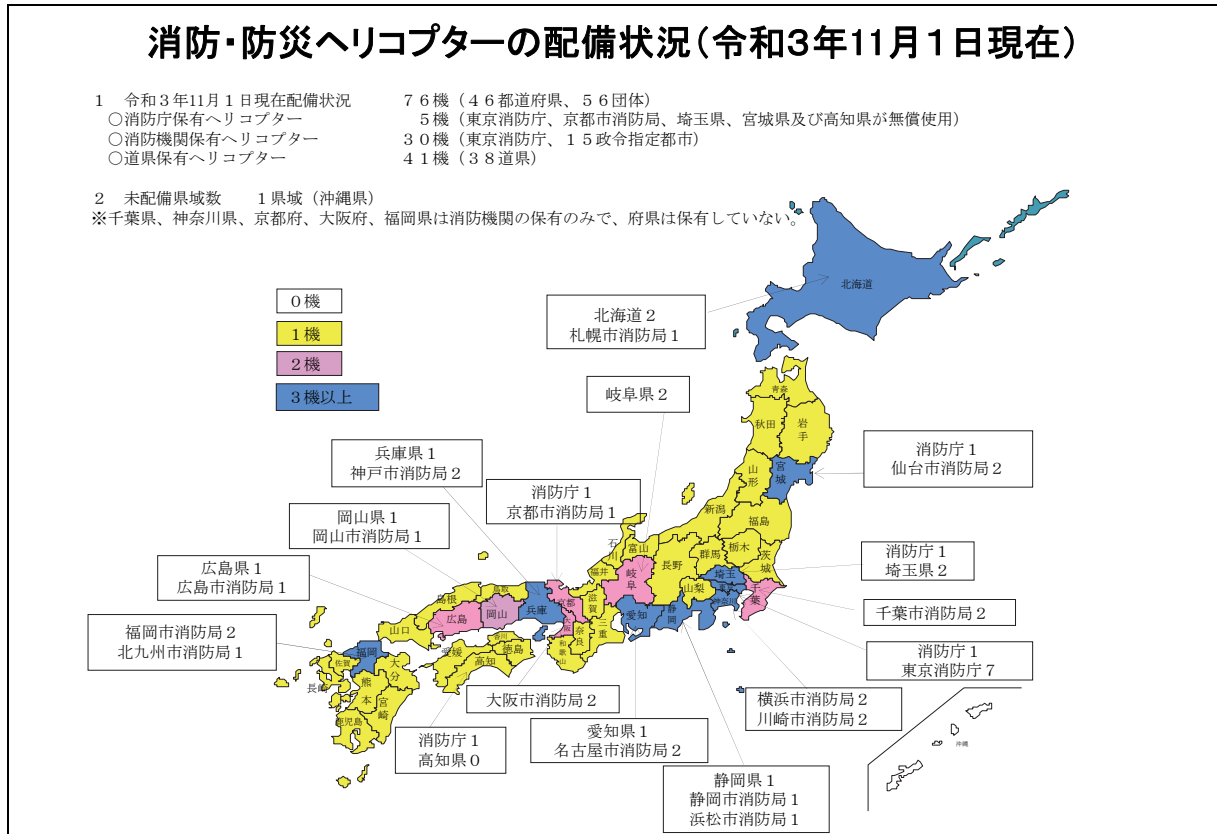 消防・防災ヘリコプターの配備状況（令和３年11月１日現在）
１　令和３年11月１日現在配備状況　７６機（４６都道府県、５６団体）
○消防庁保有ヘリコプター　５機（東京消防庁、京都市消防局、埼玉県、宮城県及び高知県が無償使用）
○消防機関保有ヘリコプター　３０機（東京消防庁、１５政令指定都市）
○道県保有ヘリコプター　４１機（３８道県）
２　未配備県域数　１県域（沖縄県）
※千葉県、神奈川県、京都府、大阪府、福岡県は消防機関の保有のみで、府県は保有していない。
０機
１機
２機
３機以上
北海道
北海道２
札幌市消防局１
岐阜県２
兵庫県１
神戸市消防局２
消防庁１
京都市消防局１
岡山県１
岡山市消防局１
広島県１
広島市消防局１
福岡市消防局２
北九州市消防局１
消防庁１
仙台市消防局２
消防庁１
埼玉県２
千葉市消防局２
消防庁１
東京消防庁７
横浜市消防局２
川崎市消防局２
大阪市消防局２
消防庁１
高知県０
愛知県１
名古屋市消防局２
静岡県１
静岡市消防局１
浜松市消防局１
青森
秋田
岩手
山形
宮城
新潟
福島
石川
富山
福井
岐阜
長野
群馬
栃木
茨城
埼玉
東京
神奈川
千葉
山梨
静岡
愛知
滋賀
三重
京都
大阪
奈良
和歌山
兵庫
鳥取
岡山
島根
広島
山口
香川
徳島
愛媛
高知
福岡
佐賀
長崎
大分
熊本
宮崎
鹿児島
沖縄